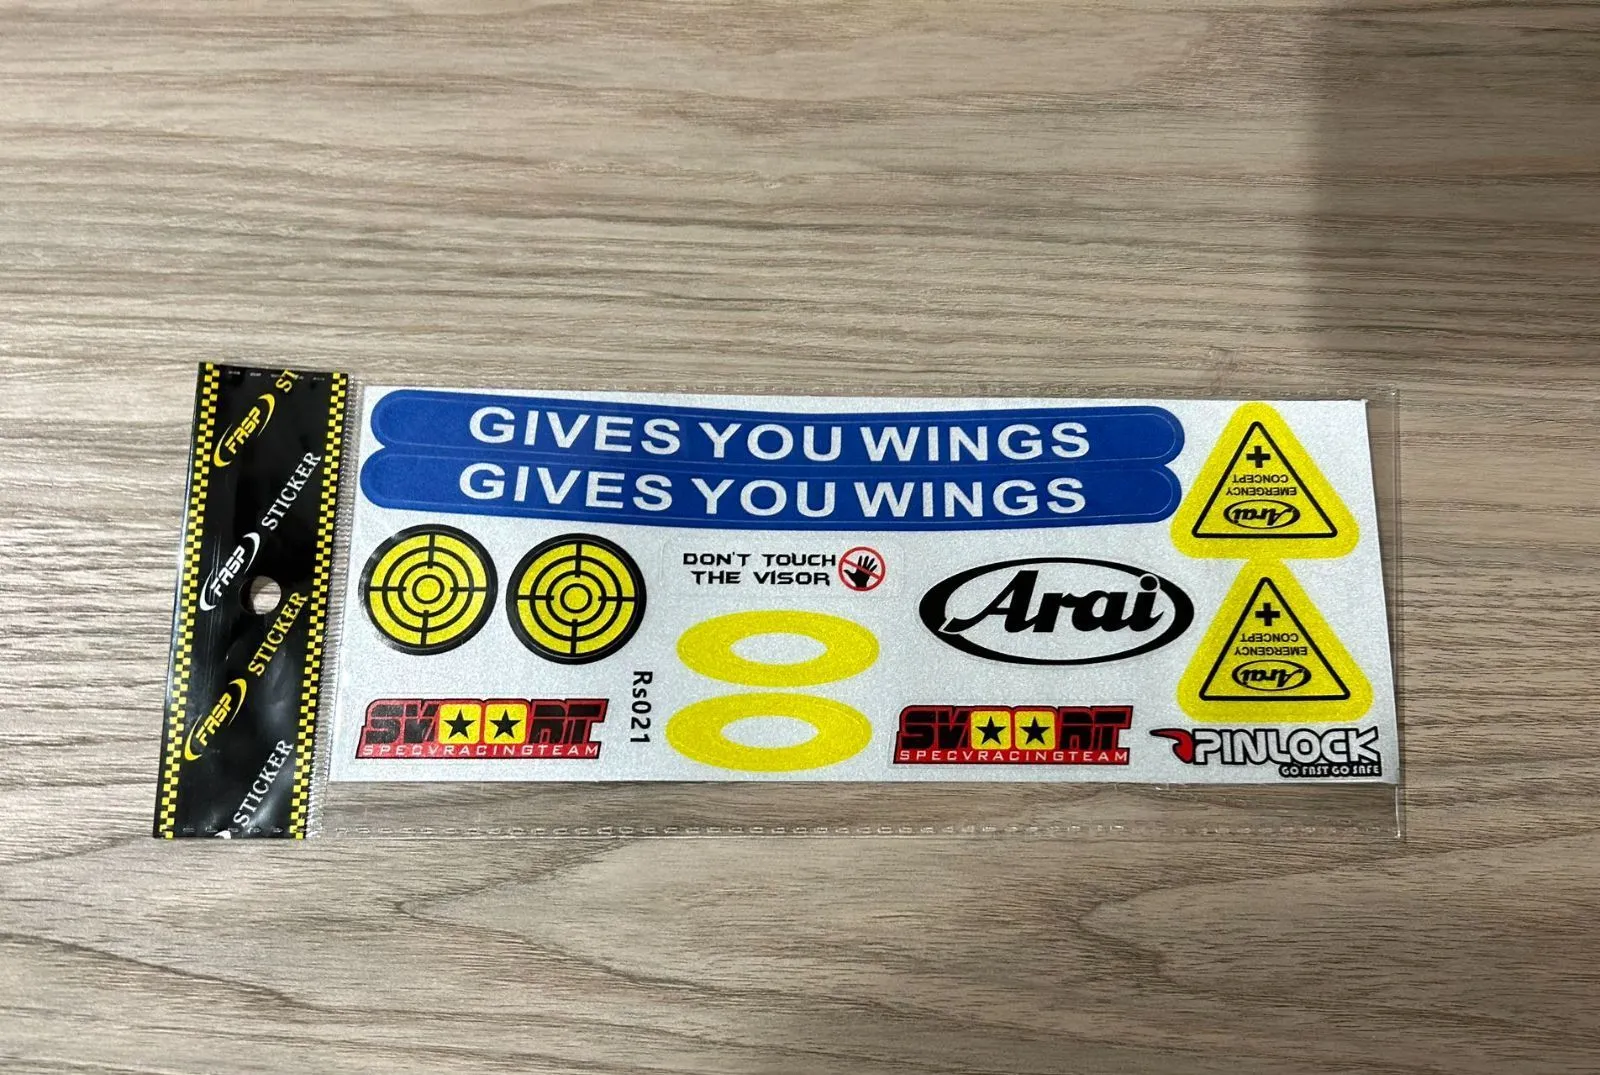 FASP ST
FASP STICKER
FASP STICKER
STICKER
GIVES YOU WINGS
GIVES YOU WINGS
EMERGENCY
CONCEPT
Arai
DON'T TOUCH
THE VISOR
Arai
EMERGENCY
CONCEPT
Arai
Rs021
SPECVRACINGTEAM
SPECVRACINGTEAM
PINLOCK
GO FAST GO SAFE